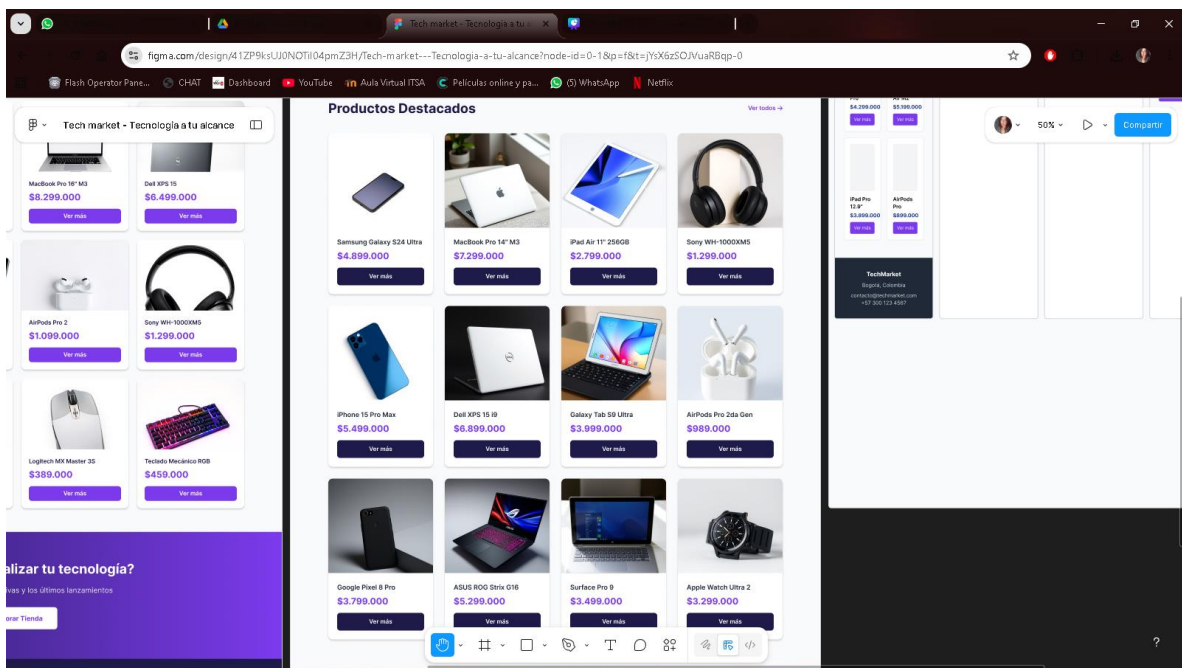 Tech market - Tecnologia a tu a...
figma.com/design/41ZP9ksUJ0NOTil04pmZ3H/Tech-market---Tecnologia-a-tu-alcance?node-id=0-1&p=f&t=jYsX6zSOJVuaRBqp-0
Flash Operator Pane...
CHAT
Dashboard
YouTube
Aula Virtual ITSA
Películas online y pa...
(5) WhatsApp
Netflix
Tech market - Tecnología a tu alcance
50%
Compartir
MacBook Pro 16" M3
$8.299.000
Ver más
Dell XPS 15
$6.499.000
Ver más
AirPods Pro 2
$1.099.000
Ver más
Sony WH-1000XM5
$1.299.000
Ver más
Logitech MX Master 3S
$389.000
Ver más
Teclado Mecánico RGB
$459.000
Ver más
alizar tu tecnología?
ivas y los últimos lanzamientos
orar Tienda
Productos Destacados
Ver todos →
Samsung Galaxy S24 Ultra
$4.899.000
Ver más
MacBook Pro 14" M3
$7.299.000
Ver más
iPad Air 11" 256GB
$2.799.000
Ver más
Sony WH-1000XM5
$1.299.000
Ver más
iPhone 15 Pro Max
$5.499.000
Ver más
Dell XPS 15 i9
$6.899.000
Ver más
Galaxy Tab S9 Ultra
$3.999.000
Ver más
AirPods Pro 2da Gen
$989.000
Ver más
Google Pixel 8 Pro
$3.799.000
Ver más
ASUS ROG Strix G16
$5.299.000
Ver más
Surface Pro 9
$3.499.000
Ver más
Apple Watch Ultra 2
$3.299.000
Ver más
$4.299.000
Ver más
$5.199.000
Ver más
iPad Pro
12.9"
$3.899.000
Ver más
AirPods
Pro
$899.000
Ver más
TechMarket
Bogotá, Colombia
contacto@techmarket.com
+57 300 123 4567
?